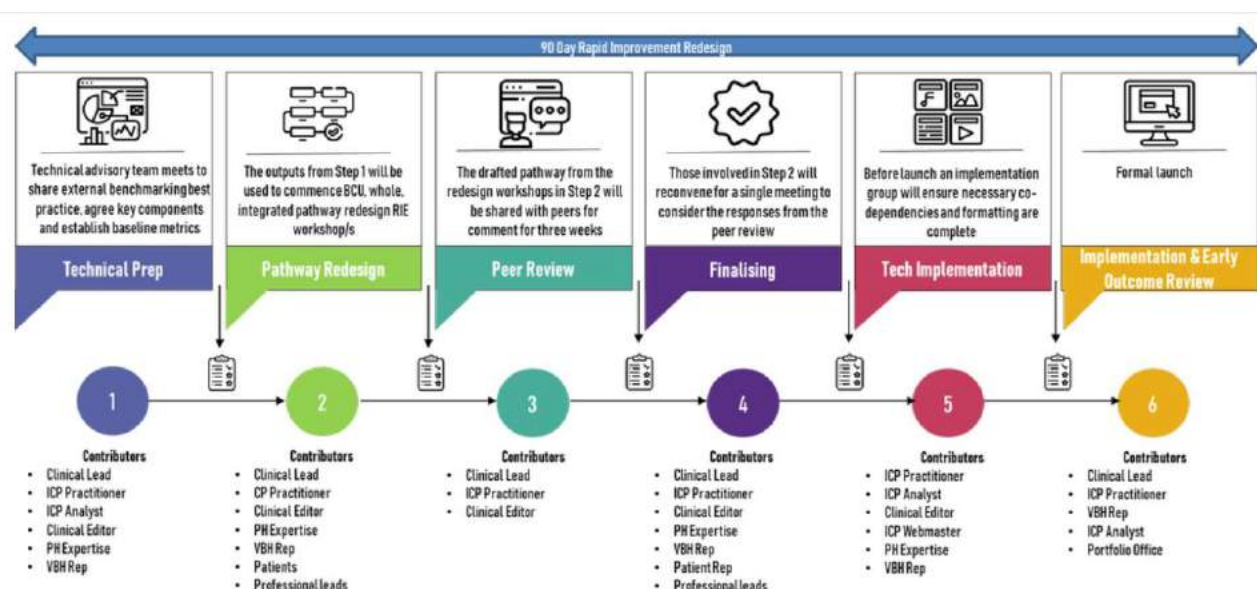 90 Day Rapid Improvement Redesign
Technical advisory team meets to
share external benchmarking best
practice, agree key components
and establish baseline metrics
Technical Prep
The outputs from Step 1 will be
used to commence BCU, whole,
integrated pathway redesign RIE
workshop/s
Pathway Redesign
The drafted pathway from the
redesign workshops in Step 2 will
be shared with peers for
comment for three weeks
Peer Review
Those involved in Step 2 will
reconvene for a single meeting to
consider the responses from the
peer review
Finalising
Before launch an implementation
group will ensure necessary co-
dependencies and formatting are
complete
Tech Implementation
Formal launch
Implementation & Early
Outcome Review
1
Contributors
• Clinical Lead
• ICP Practitioner
• ICP Analyst
• Clinical Editor
• PH Expertise
• VBH Rep
2
Contributors
• Clinical Lead
• CP Practitioner
• Clinical Editor
• PH Expertise
• VBH Rep
• Patients
• Professional leads
3
Contributors
• Clinical Lead
• ICP Practitioner
• Clinical Editor
4
Contributors
• Clinical Lead
• ICP Practitioner
• Clinical Editor
• PH Expertise
• VBH Rep
• Patient Rep
• Professional leads
5
Contributors
• ICP Practitioner
• ICP Analyst
• Clinical Editor
• ICP Webmaster
• PH Expertise
• VBH Rep
6
Contributors
• Clinical Lead
• ICP Practitioner
• VBH Rep
• ICP Analyst
• Portfolio Office